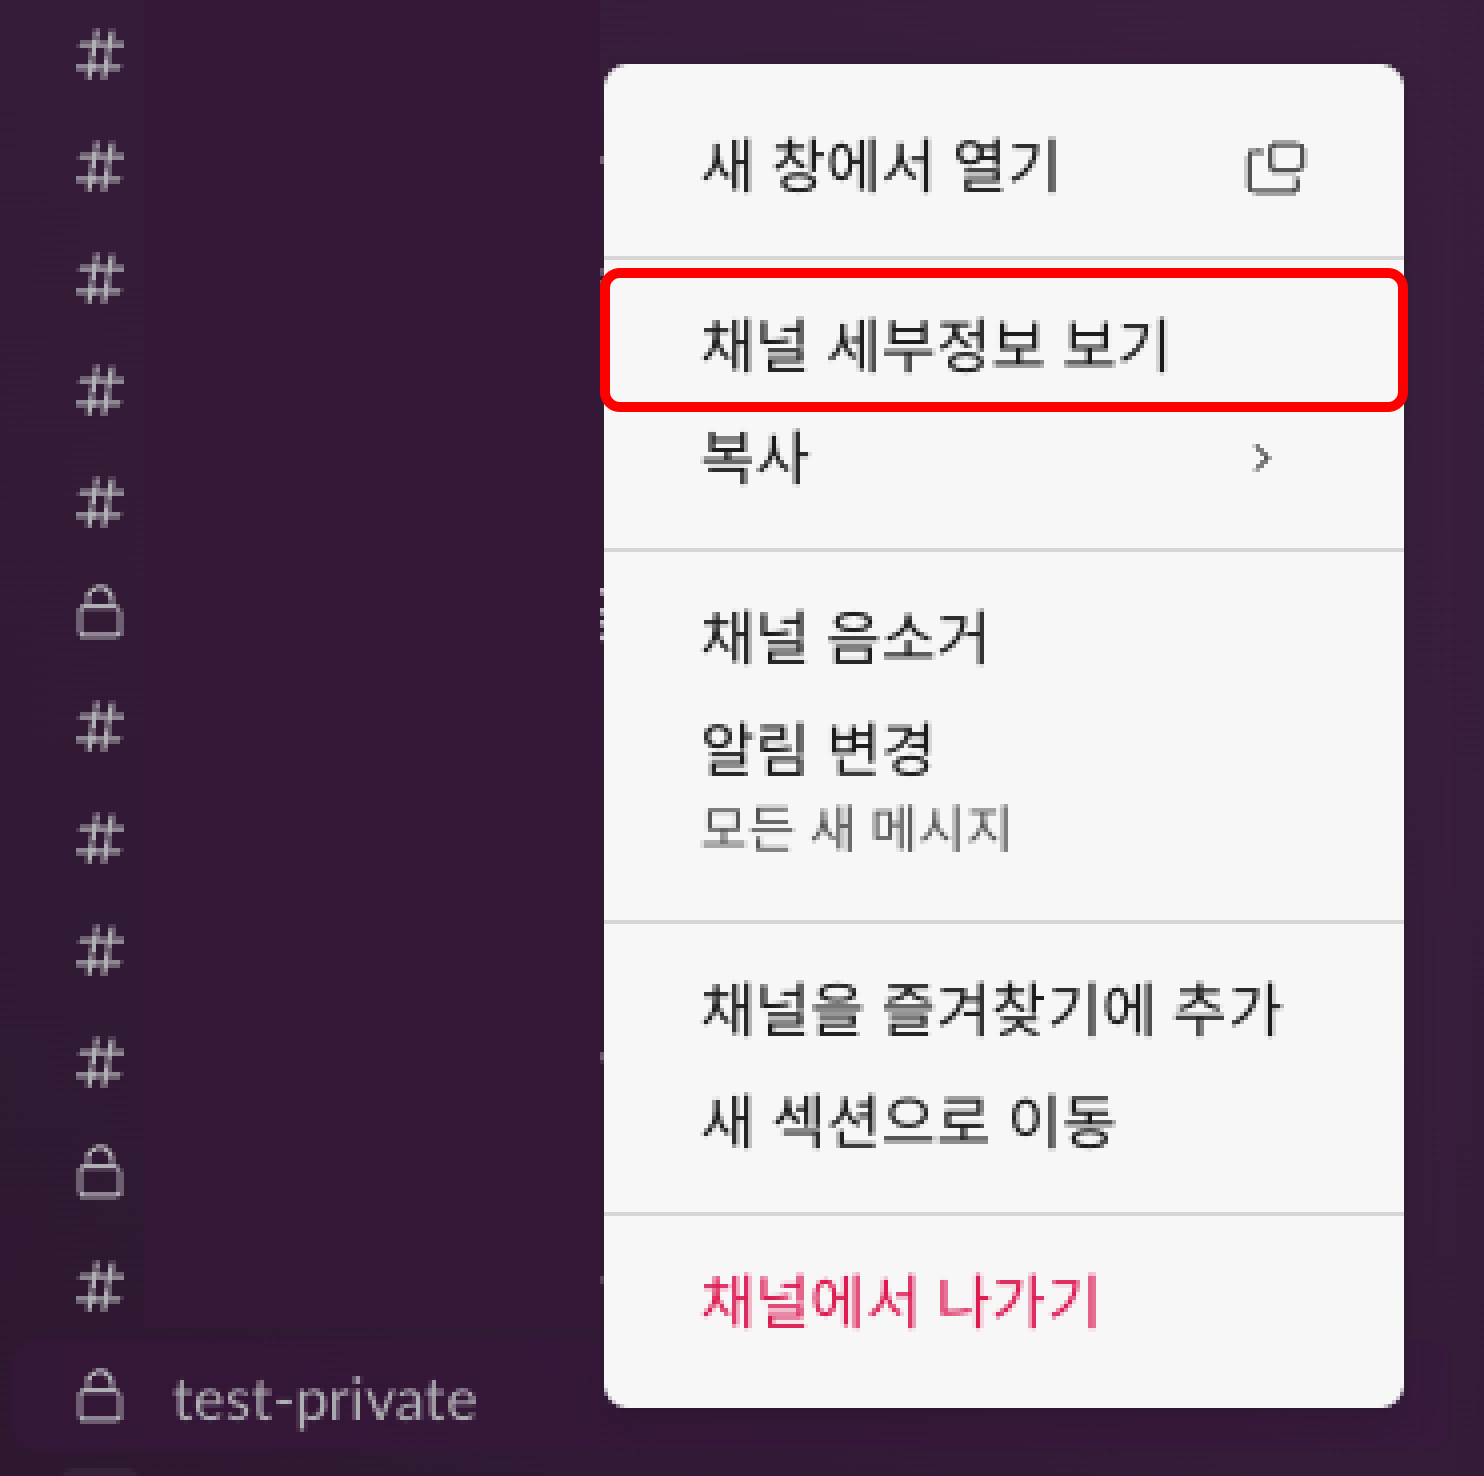 #
#
#
#
#
#
#
#
#
#
새 창에서 열기
채널 세부정보 보기
복사
채널 음소거
알림 변경
모든 새 메시지
채널을 즐겨찾기에 추가
새 섹션으로 이동
채널에서 나가기
test-private